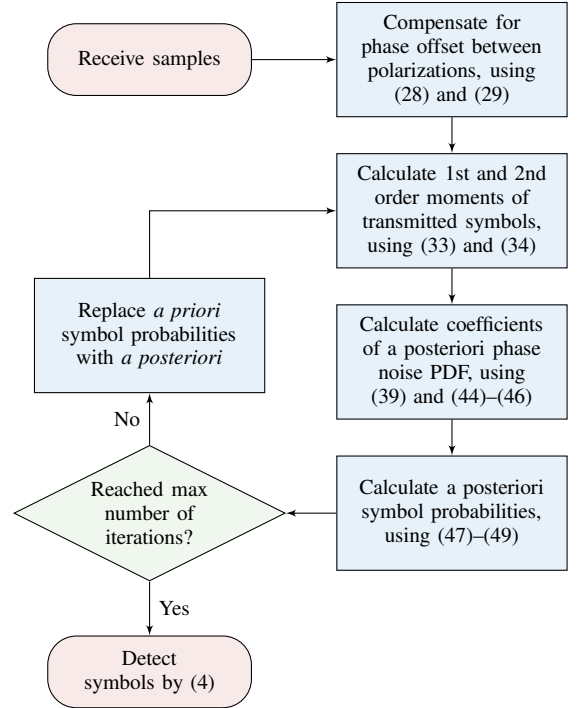 Receive samples
Compensate for
phase offset between
polarizations, using
(28) and (29)
Calculate 1st and 2nd
order moments of
transmitted symbols,
using (33) and (34)
Calculate coefficients
of a posteriori phase
noise PDF, using
(39) and (44)–(46)
Calculate a posteriori
symbol probabilities,
using (47)–(49)
Reached max
number of
iterations?
No
Replace a priori
symbol probabilities
with a posteriori
Yes
Detect
symbols by (4)